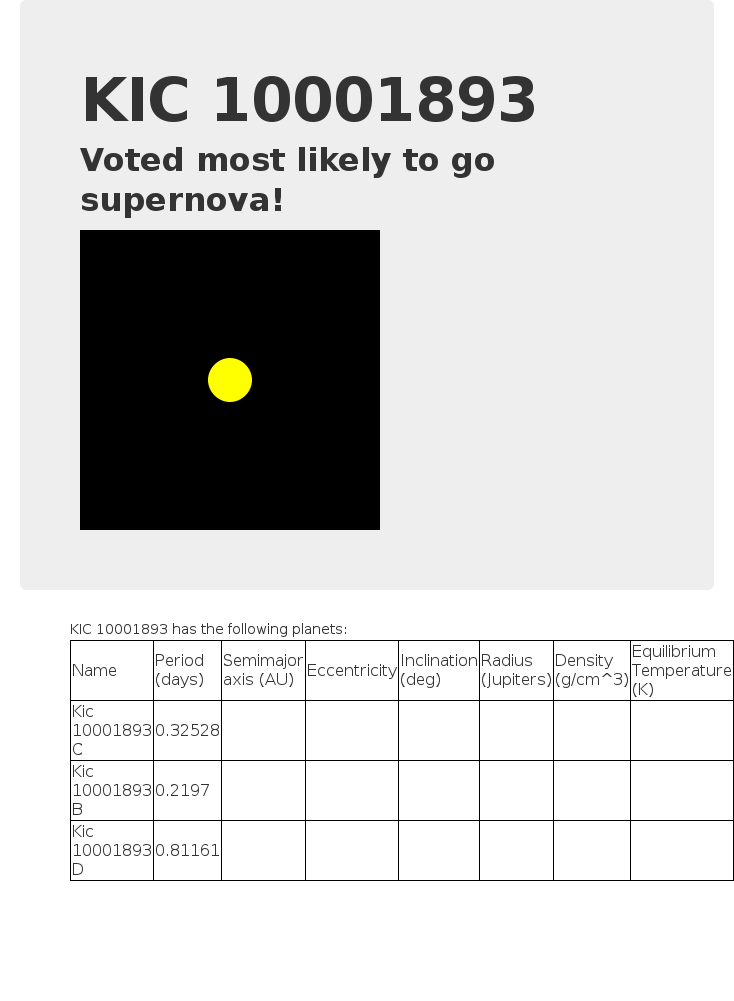 KIC 10001893
Voted most likely to go
supernova!
KIC 10001893 has the following planets:
Name Period (days) Semimajor axis (AU) Eccentricity Inclination (deg) Radius (Jupiters) Density (g/cm^3) Equilibrium Temperature (K)
Kic 10001893 C 0.32528
Kic 10001893 B 0.2197
Kic 10001893 D 0.81161